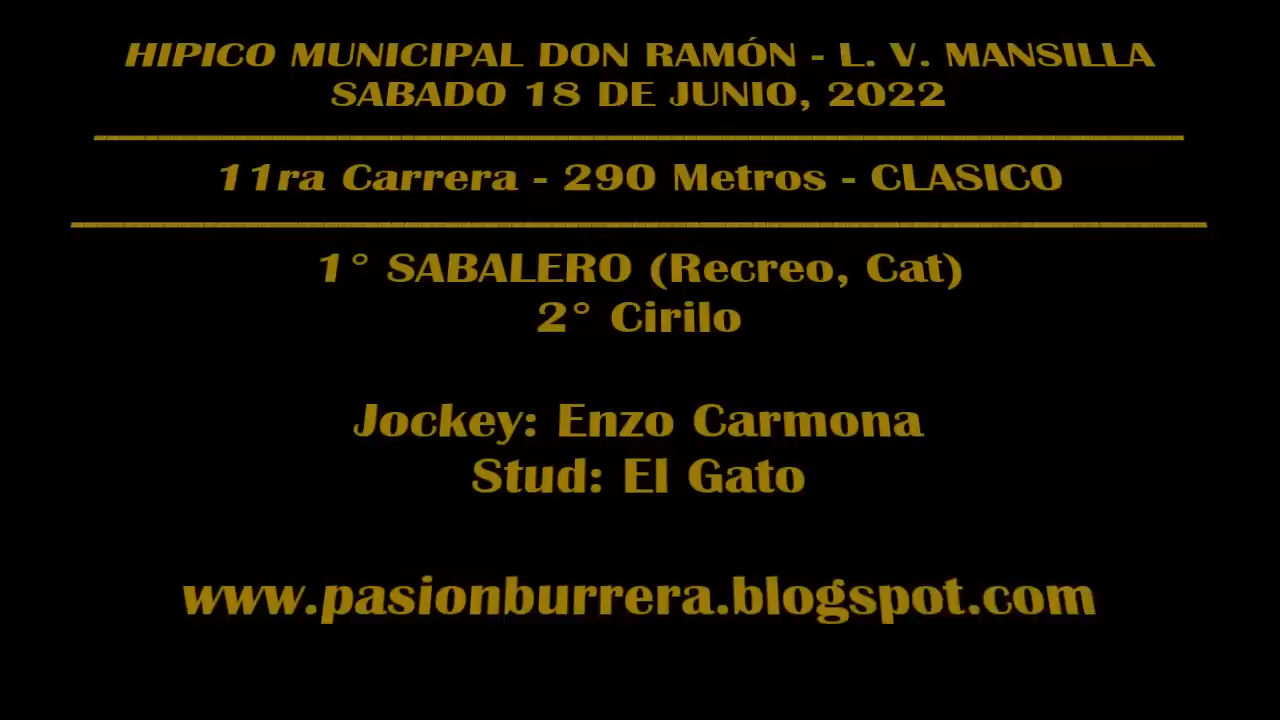 HIPICO MUNICIPAL DON RAMÓN - L. V. MANSILLA
SABADO 18 DE JUNIO, 2022
11ra Carrera - 290 Metros - CLASICO
1° SABALERO (Recreo, Cat)
2° Cirilo
Jockey: Enzo Carmona
Stud: El Gato
www.pasionburrera.blogspot.com